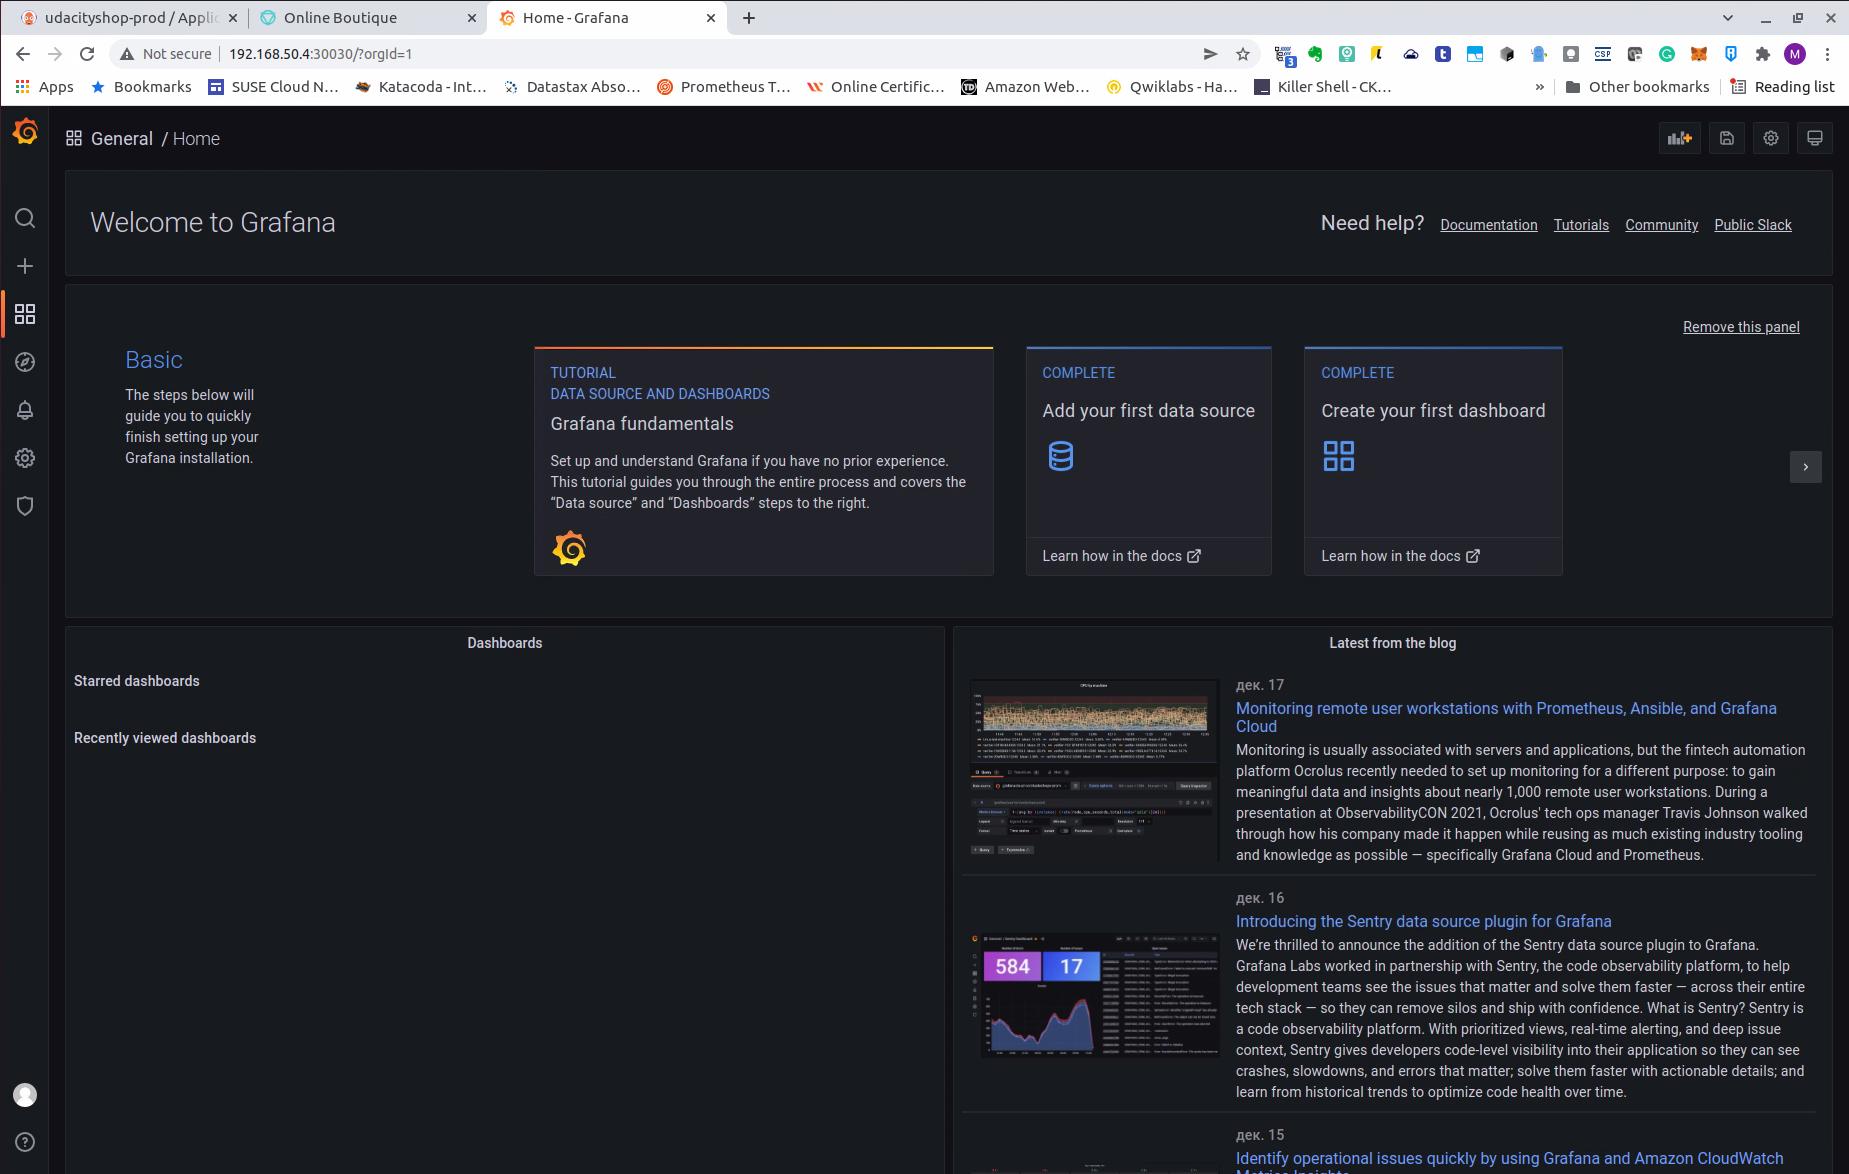 udacityshop-prod / Applic
Online Boutique
Home - Grafana
Not secure
192.168.50.4:30030/?orgId=1
3
M
Apps
Bookmarks
SUSE Cloud N...
Katacoda - Int...
Datastax Abso...
Prometheus T...
Online Certific...
Amazon Web...
Qwiklabs - Ha...
Killer Shell - CK...
»
Other bookmarks
Reading list
General / Home
Welcome to Grafana
Need help?
Documentation
Tutorials
Community
Public Slack
Remove this panel
Basic
The steps below will
guide you to quickly
finish setting up your
Grafana installation.
TUTORIAL
DATA SOURCE AND DASHBOARDS
Grafana fundamentals
Set up and understand Grafana if you have no prior experience.
This tutorial guides you through the entire process and covers the
“Data source” and “Dashboards” steps to the right.
COMPLETE
Add your first data source
Learn how in the docs
COMPLETE
Create your first dashboard
Learn how in the docs
Dashboards
Starred dashboards
Recently viewed dashboards
Latest from the blog
дек. 17
Monitoring remote user workstations with Prometheus, Ansible, and Grafana
Cloud
Monitoring is usually associated with servers and applications, but the fintech automation
platform Ocrolus recently needed to set up monitoring for a different purpose: to gain
meaningful data and insights about nearly 1,000 remote user workstations. During a
presentation at ObservabilityCON 2021, Ocrolus' tech ops manager Travis Johnson walked
through how his company made it happen while reusing as much existing industry tooling
and knowledge as possible — specifically Grafana Cloud and Prometheus.
584
17
дек. 16
Introducing the Sentry data source plugin for Grafana
We’re thrilled to announce the addition of the Sentry data source plugin to Grafana.
Grafana Labs worked in partnership with Sentry, the code observability platform, to help
development teams see the issues that matter and solve them faster — across their entire
tech stack — so they can remove silos and ship with confidence. What is Sentry? Sentry is
a code observability platform. With prioritized views, real-time alerting, and deep issue
context, Sentry gives developers code-level visibility into their application so they can see
crashes, slowdowns, and errors that matter; solve them faster with actionable details; and
learn from historical trends to optimize code health over time.
дек. 15
Identify operational issues quickly by using Grafana and Amazon CloudWatch
Metrics Insights